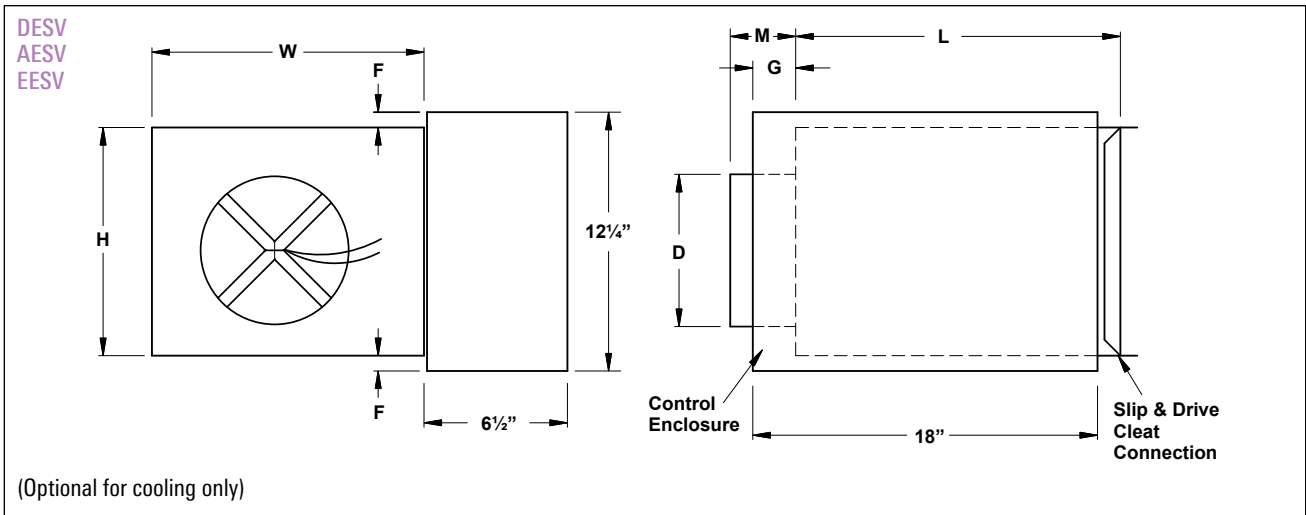 DESV
AESV
EESV
W
F
H
12¼”
F
6½”
M
L
G
D
Control
Enclosure
18”
Slip & Drive
Cleat
Connection
(Optional for cooling only)